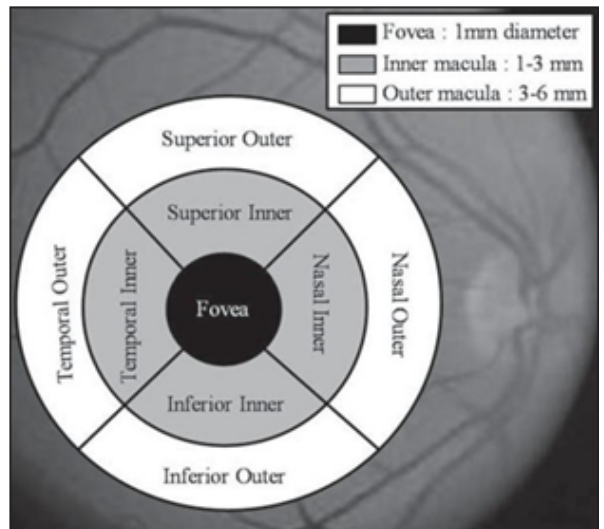 Fovea : 1mm diameter
Inner macula : 1-3 mm
Outer macula : 3-6 mm
Superior Outer
Superior Inner
Temporal Outer
Temporal Inner
Fovea
Nasal Inner
Nasal Outer
Inferior Inner
Inferior Outer